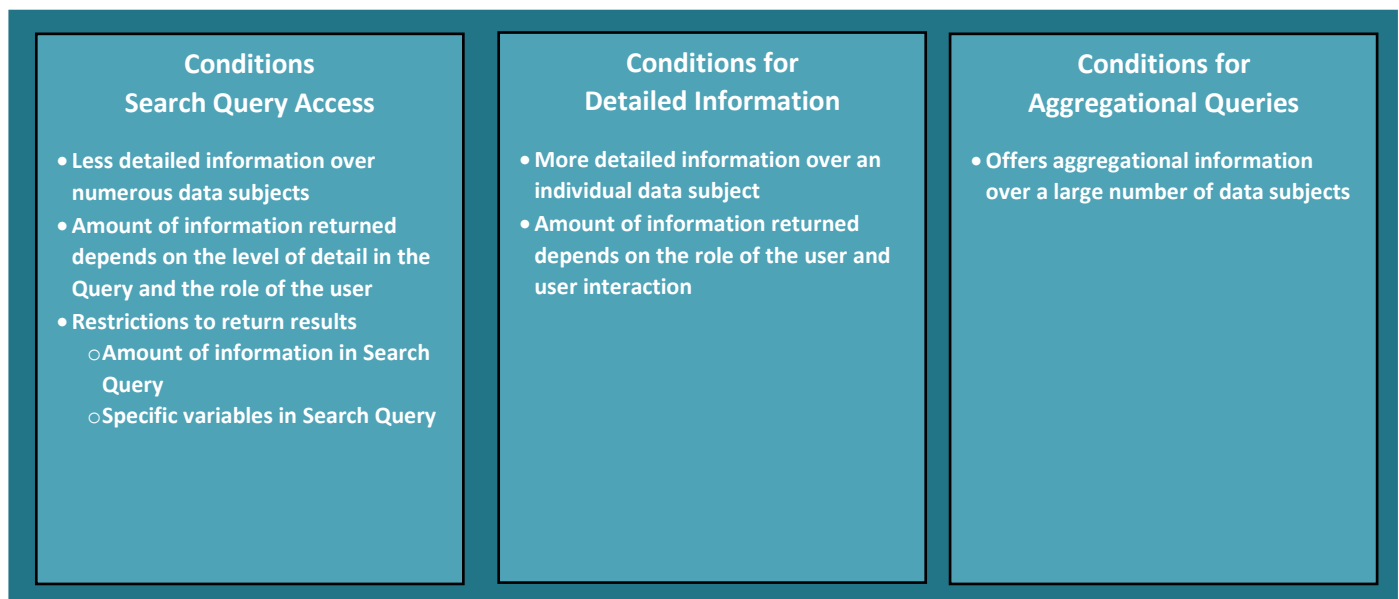 Conditions
Search Query Access
• Less detailed information over
numerous data subjects
• Amount of information returned
depends on the level of detail in the
Query and the role of the user
• Restrictions to return results
oAmount of information in Search
Query
oSpecific variables in Search Query
Conditions for
Detailed Information
• More detailed information over an
individual data subject
• Amount of information returned
depends on the role of the user and
user interaction
Conditions for
Aggregational Queries
• Offers aggregational information
over a large number of data subjects